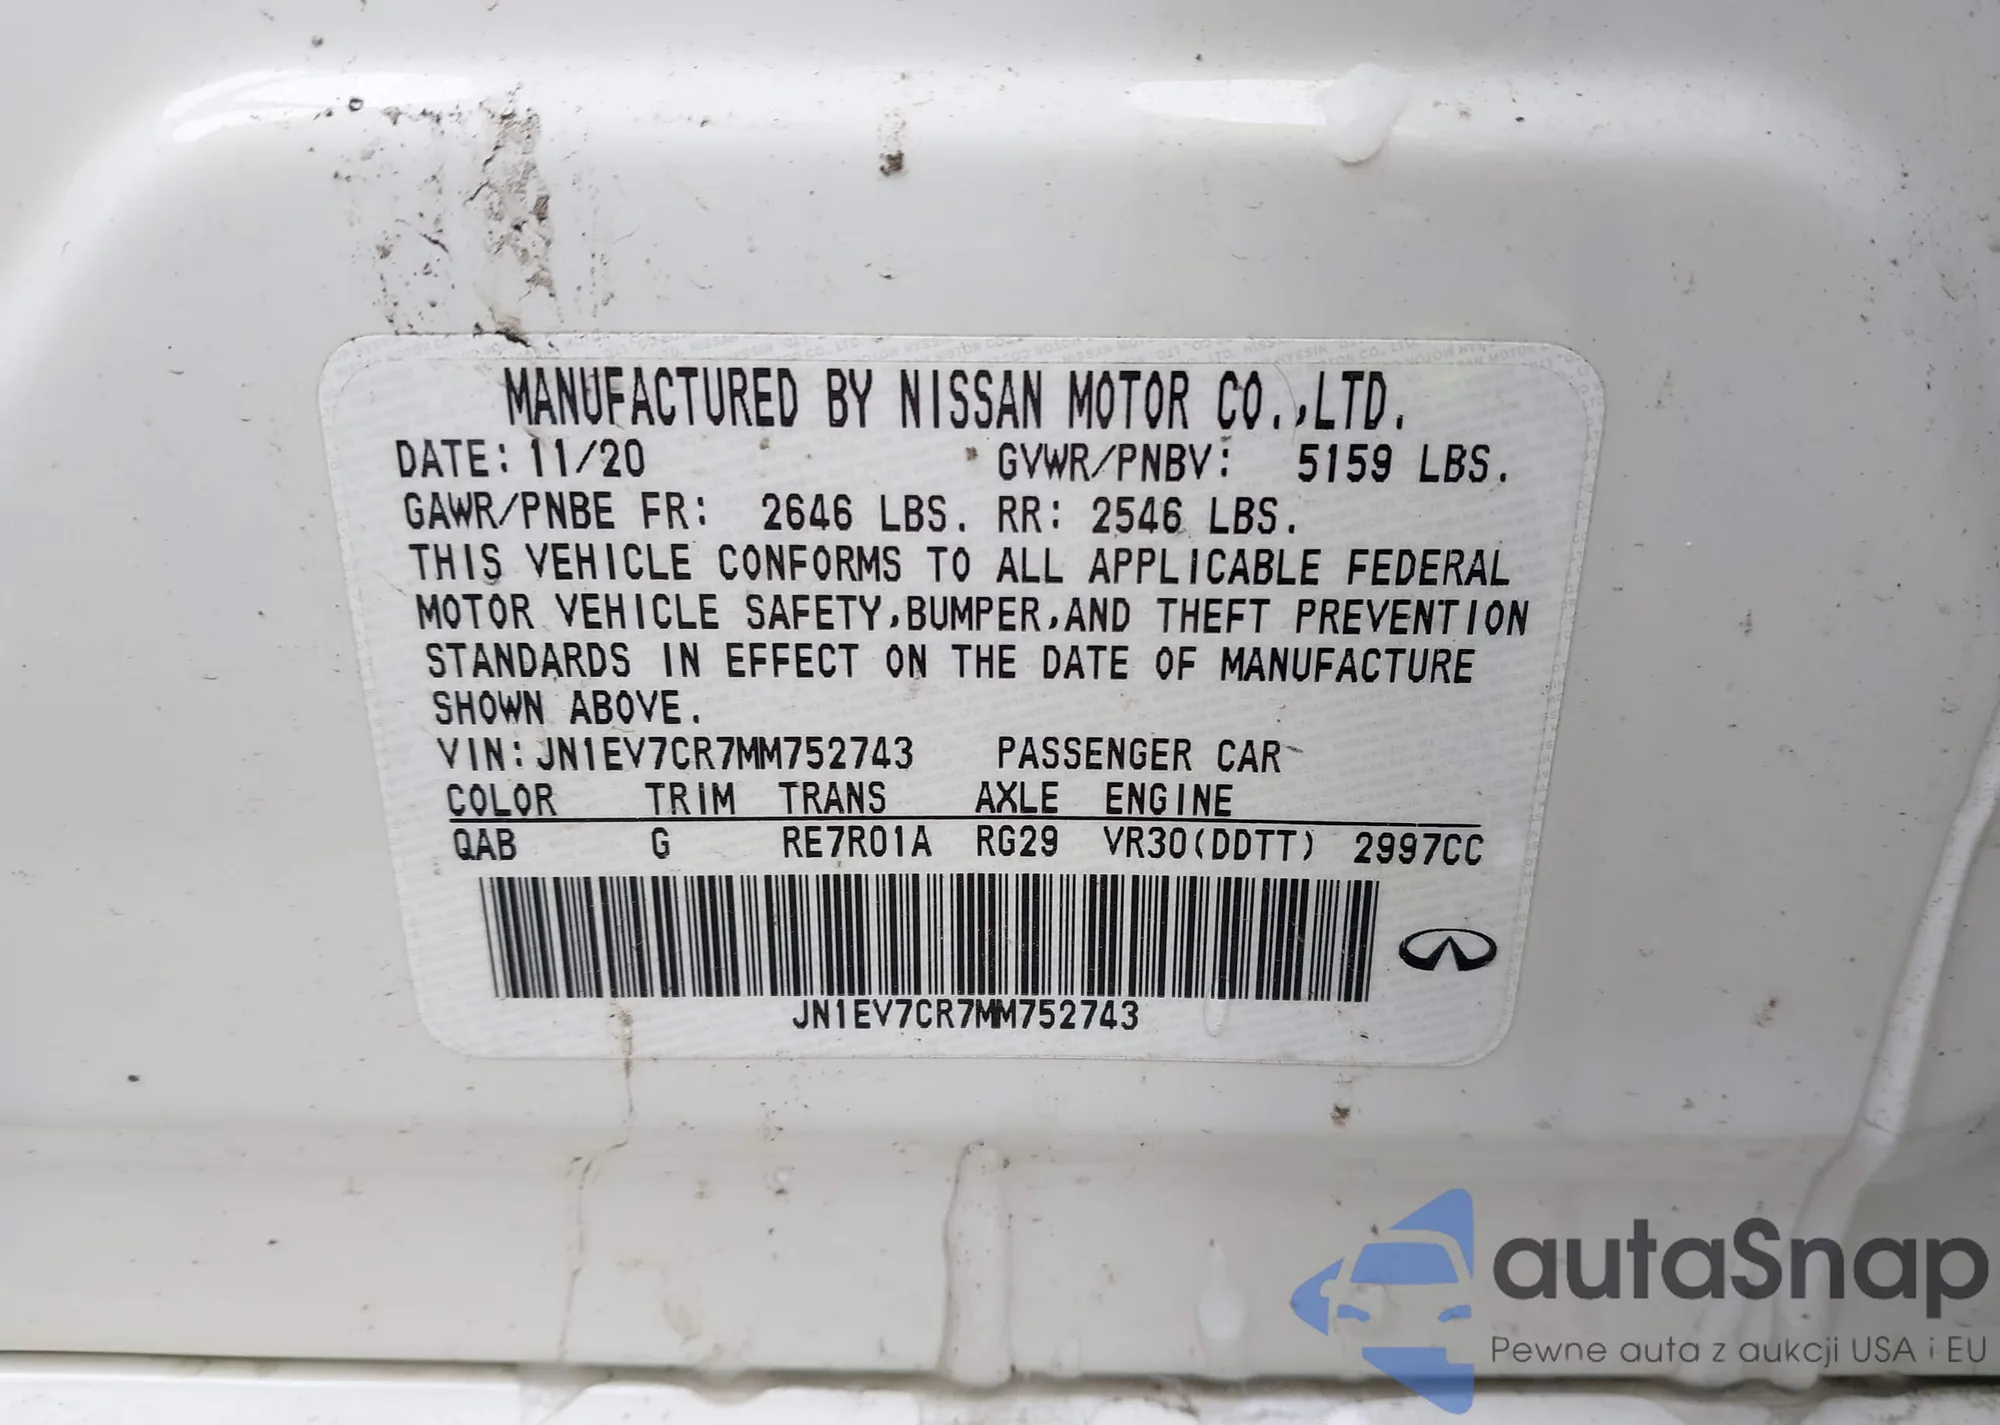 MANUFACTURED BY NISSAN MOTOR CO.,LTD.
DATE: 11/20 GVWR/PNBV: 5159 LBS.
GAWR/PNBE FR: 2646 LBS. RR: 2546 LBS.
THIS VEHICLE CONFORMS TO ALL APPLICABLE FEDERAL
MOTOR VEHICLE SAFETY,BUMPER,AND THEFT PREVENTION
STANDARDS IN EFFECT ON THE DATE OF MANUFACTURE
SHOWN ABOVE.
VIN:JN1EV7CR7MM752743 PASSENGER CAR
COLOR TRIM TRANS AXLE ENGINE
QAB G RE7R01A RG29 VR30(DDTT) 2997CC
JN1EV7CR7MM752743
autaSnap
Pewne auta z aukcji USA i EU